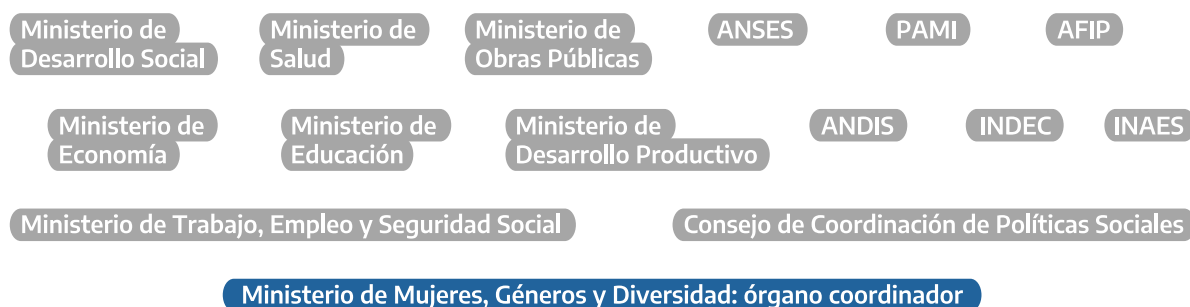 Ministerio de
Desarrollo Social
Ministerio de
Salud
Ministerio de
Obras Públicas
ANSES
PAMI
AFIP
Ministerio de
Economía
Ministerio de
Educación
Ministerio de
Desarrollo Productivo
ANDIS
INDEC
INAES
Ministerio de Trabajo, Empleo y Seguridad Social
Consejo de Coordinación de Políticas Sociales
Ministerio de Mujeres, Géneros y Diversidad: órgano coordinador